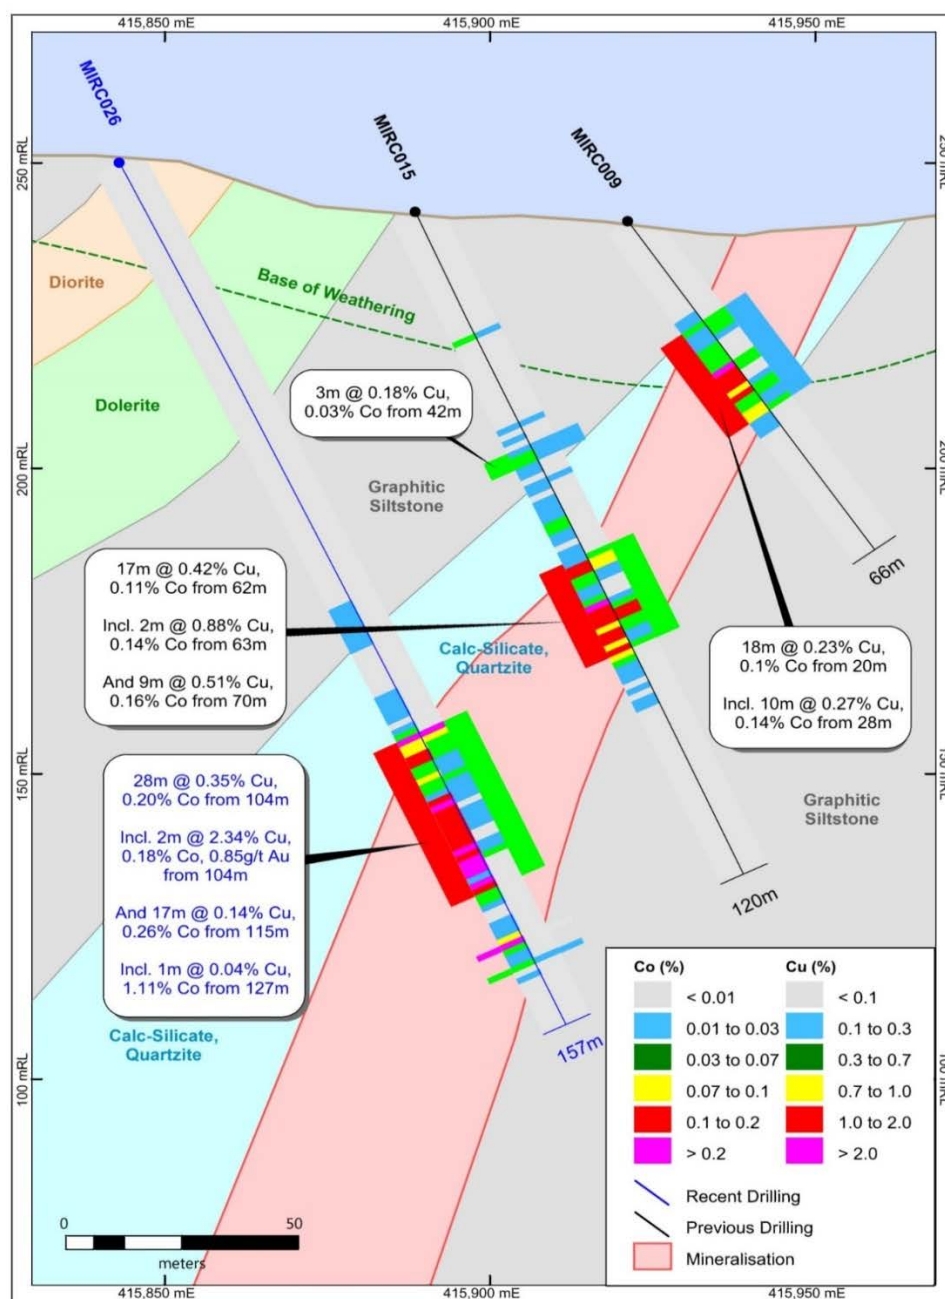 415,850 mE
415,900 mE
415,950 mE
MIRC026
MIRC015
MIRC009
250 mRL
250 mRL
Diorite
Base of Weathering
Dolerite
3m @ 0.18% Cu,
0.03% Co from 42m
200 mRL
200 mRL
Graphitic
Siltstone
17m @ 0.42% Cu,
0.11% Co from 62m
Incl. 2m @ 0.88% Cu,
0.14% Co from 63m
And 9m @ 0.51% Cu,
0.16% Co from 70m
66m
Calc-Silicate,
Quartzite
18m @ 0.23% Cu,
0.1% Co from 20m
Incl. 10m @ 0.27% Cu,
0.14% Co from 28m
150 mRL
150 mRL
28m @ 0.35% Cu,
0.20% Co from 104m
Incl. 2m @ 2.34% Cu,
0.18% Co, 0.85g/t Au
from 104m
And 17m @ 0.14% Cu,
0.26% Co from 115m
Incl. 1m @ 0.04% Cu,
1.11% Co from 127m
Graphitic
Siltstone
120m
157m
Calc-Silicate,
Quartzite
100 mRL
100 mRL
Co (%)
Cu (%)
< 0.01
< 0.1
0.01 to 0.03
0.1 to 0.3
0.03 to 0.07
0.3 to 0.7
0.07 to 0.1
0.7 to 1.0
0.1 to 0.2
1.0 to 2.0
> 0.2
> 2.0
Recent Drilling
Previous Drilling
Mineralisation
0
50
meters
415,850 mE
415,900 mE
415,950 mE